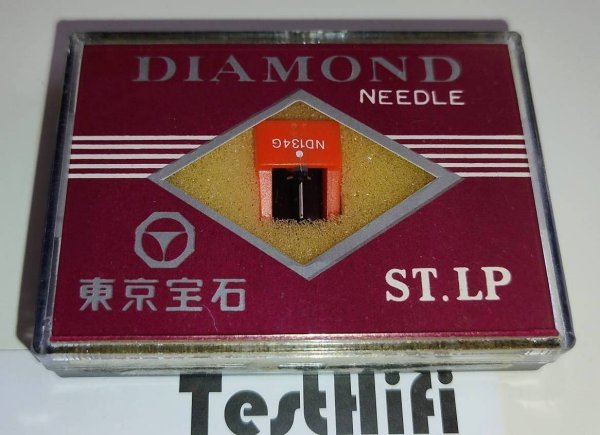 DIAMOND
NEEDLE
ND134G
東京宝石
ST.LP
TestHifi